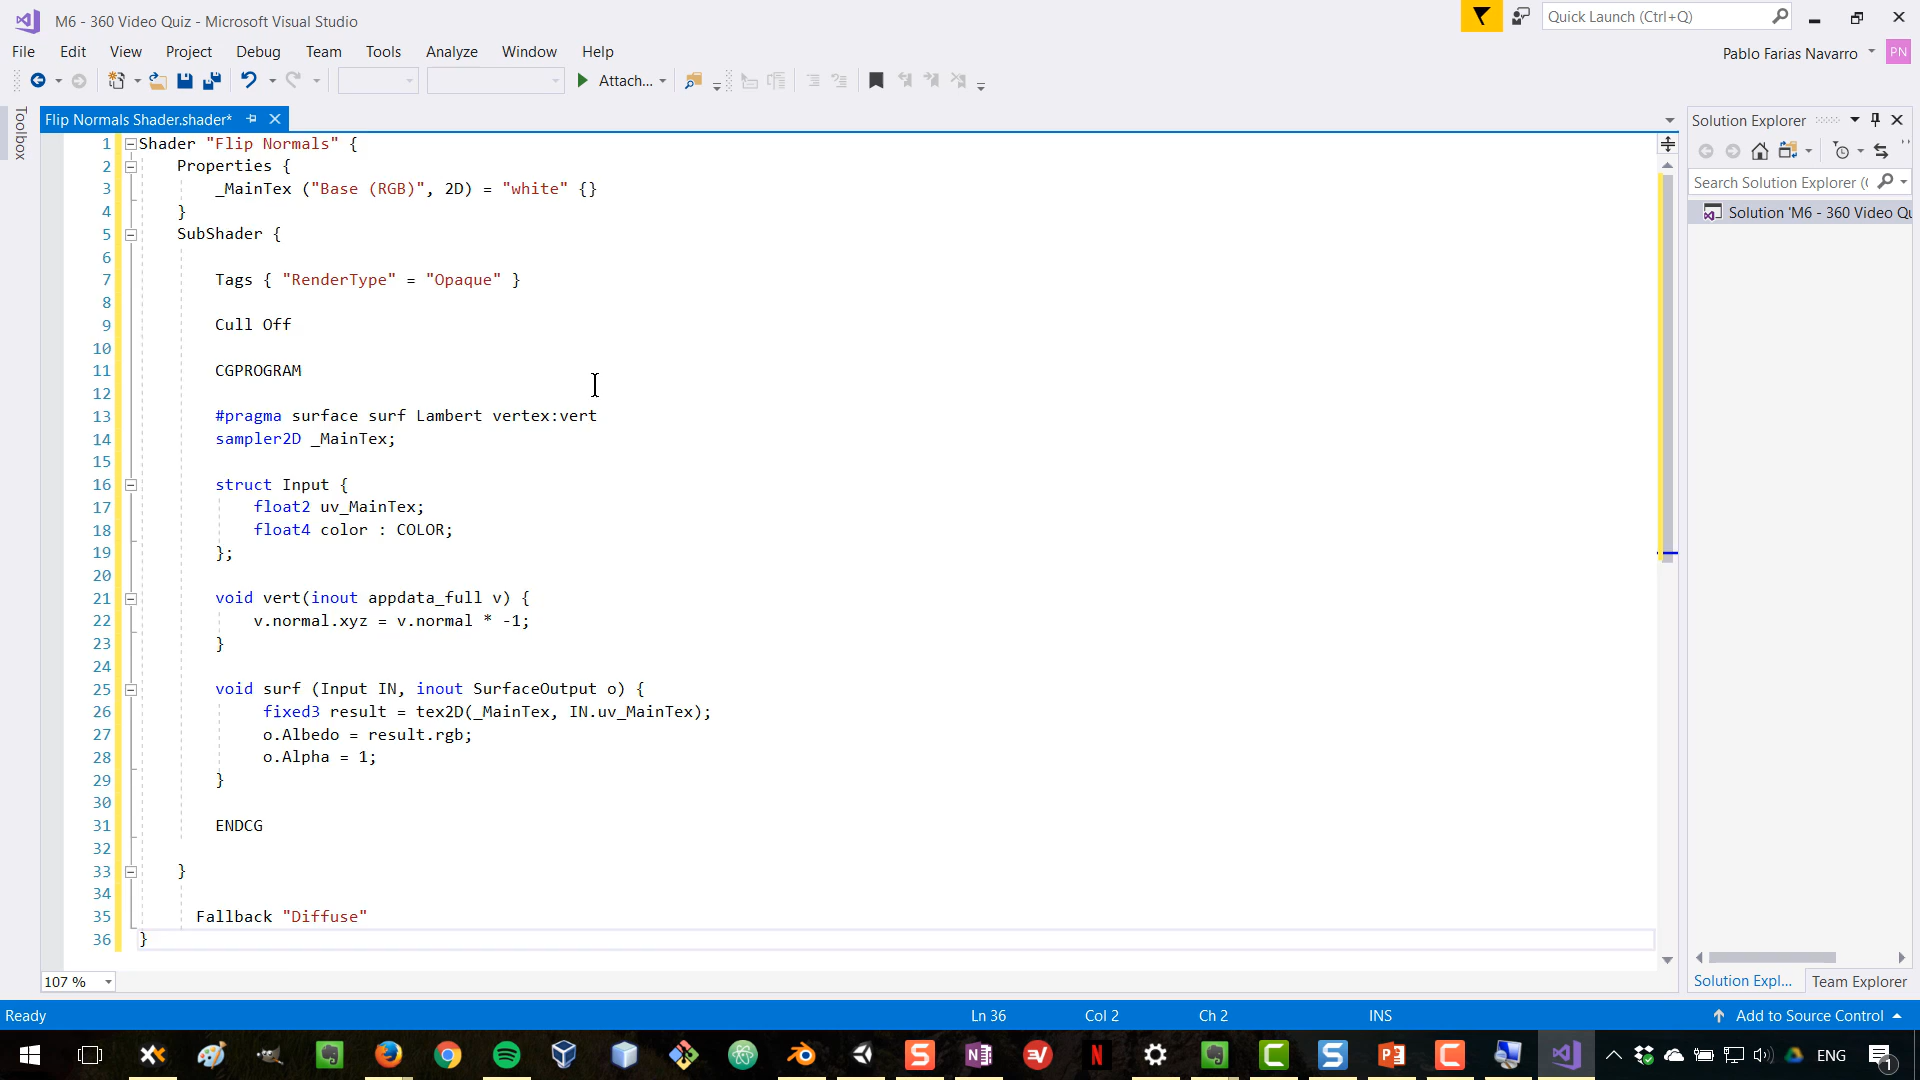 M6 - 360 Video Quiz - Microsoft Visual Studio
Quick Launch (Ctrl+Q)
File Edit View Project Debug Team Tools Analyze Window Help
Pablo Farias Navarro PN
Attach...
Toolbox
Flip Normals Shader.shader*
Solution Explorer
Search Solution Explorer (
Solution 'M6 - 360 Video Qu
1 Shader "Flip Normals" {
2 Properties {
3 _MainTex ("Base (RGB)", 2D) = "white" {}
4 }
5 SubShader {
6
7 Tags { "RenderType" = "Opaque" }
8
9 Cull Off
10
11 CGPROGRAM
12
13 #pragma surface surf Lambert vertex:vert
14 sampler2D _MainTex;
15
16 struct Input {
17 float2 uv_MainTex;
18 float4 color : COLOR;
19 };
20
21 void vert(inout appdata_full v) {
22 v.normal.xyz = v.normal * -1;
23 }
24
25 void surf (Input IN, inout SurfaceOutput o) {
26 fixed3 result = tex2D(_MainTex, IN.uv_MainTex);
27 o.Albedo = result.rgb;
28 o.Alpha = 1;
29 }
30
31 ENDCG
32
33 }
34
35 Fallback "Diffuse"
36 }
107 %
Solution Expl... Team Explorer
Ready Ln 36 Col 2 Ch 2 INS Add to Source Control
ENG 1